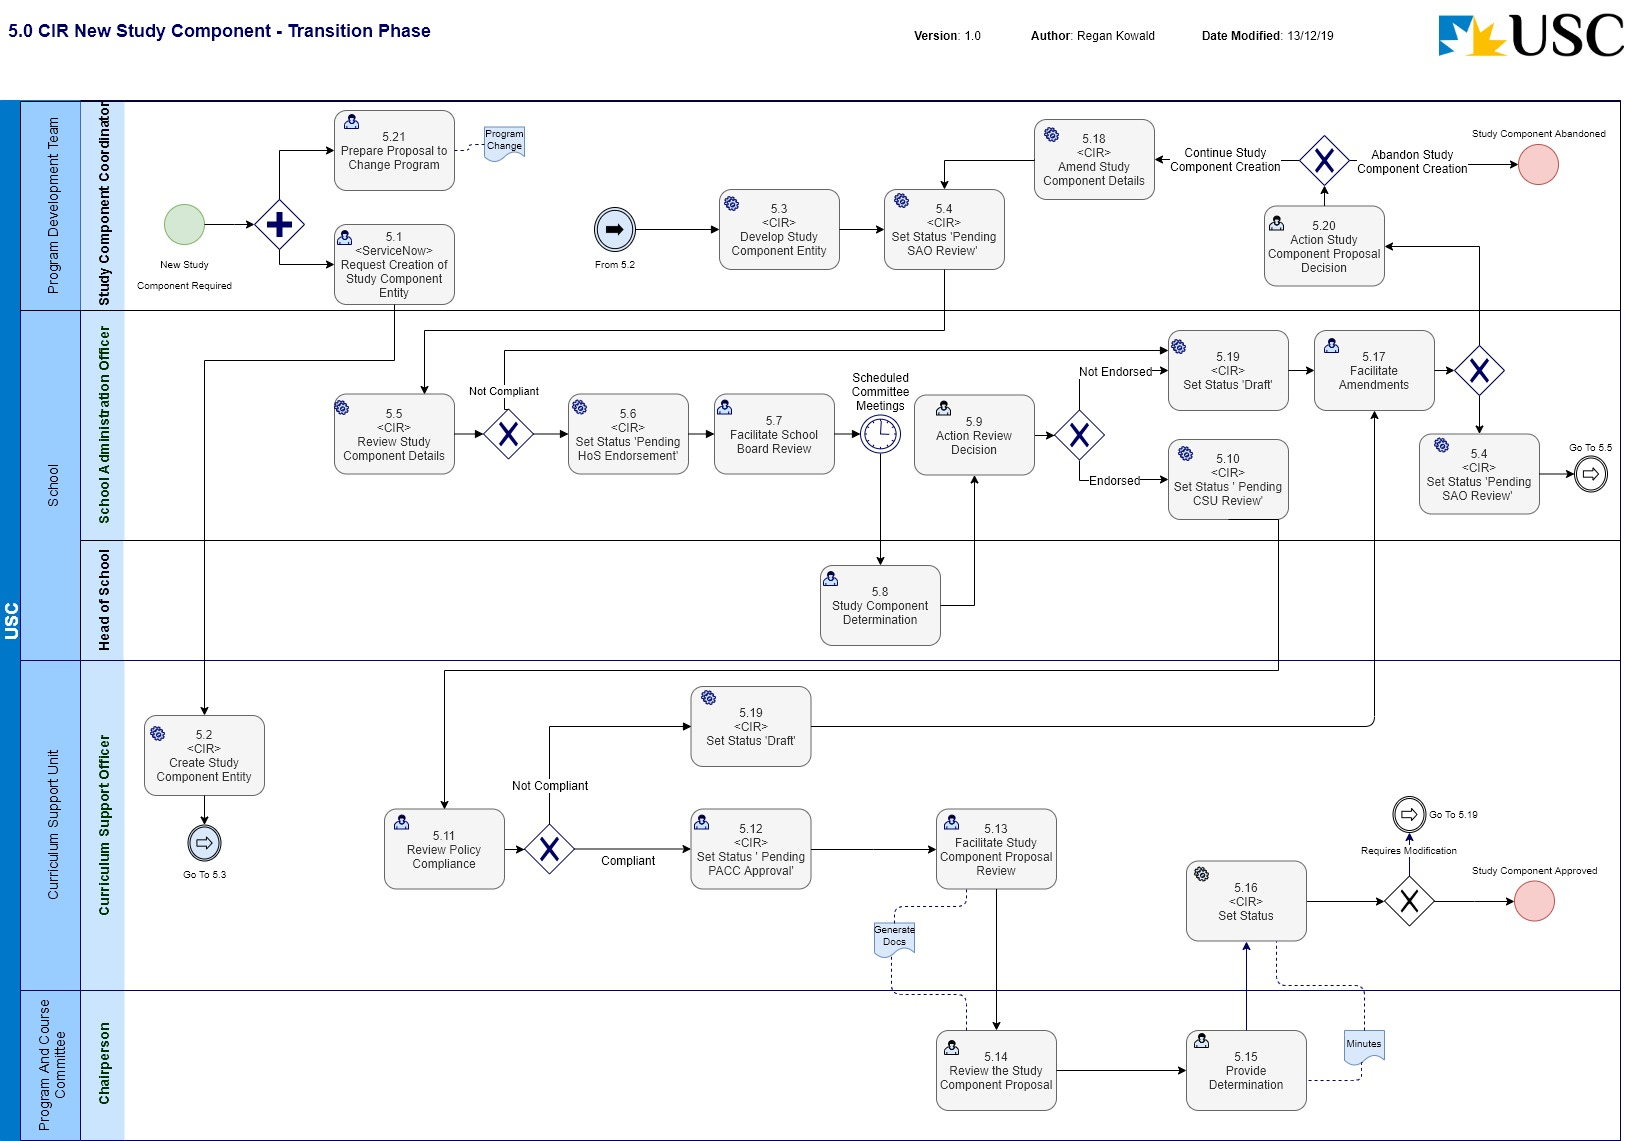 5.0 CIR New Study Component - Transition Phase
Version: 1.0
Author: Regan Kowald
Date Modified: 13/12/19
USC
USC
Program Development Team
Study Component Coordinator
New Study
Component Required
5.21
Prepare Proposal to
Change Program
Program
Change
5.1
<ServiceNow>
Request Creation of
Study Component
Entity
From 5.2
5.3
<CIR>
Develop Study
Component Entity
5.4
<CIR>
Set Status 'Pending
SAO Review'
5.18
<CIR>
Amend Study
Component Details
Continue Study
Component Creation
Abandon Study
Component Creation
Study Component Abandoned
5.20
Action Study
Component Proposal
Decision
School
School Administration Officer
5.5
<CIR>
Review Study
Component Details
Not Compliant
5.6
<CIR>
Set Status 'Pending
HoS Endorsement'
5.7
Facilitate School
Board Review
Scheduled
Committee
Meetings
5.9
Action Review
Decision
Not Endorsed
Endorsed
5.19
<CIR>
Set Status 'Draft'
5.10
<CIR>
Set Status ' Pending
CSU Review'
5.17
Facilitate
Amendments
5.4
<CIR>
Set Status 'Pending
SAO Review'
Go To 5.5
Head of School
5.8
Study Component
Determination
Curriculum Support Unit
Curriculum Support Officer
5.2
<CIR>
Create Study
Component Entity
Go To 5.3
5.11
Review Policy
Compliance
Not Compliant
Compliant
5.19
<CIR>
Set Status 'Draft'
5.12
<CIR>
Set Status ' Pending
PACC Approval'
5.13
Facilitate Study
Component Proposal
Review
Generate
Docs
5.16
<CIR>
Set Status
Go To 5.19
Requires Modification
Study Component Approved
Program And Course
Committee
Chairperson
5.14
Review the Study
Component Proposal
5.15
Provide
Determination
Minutes